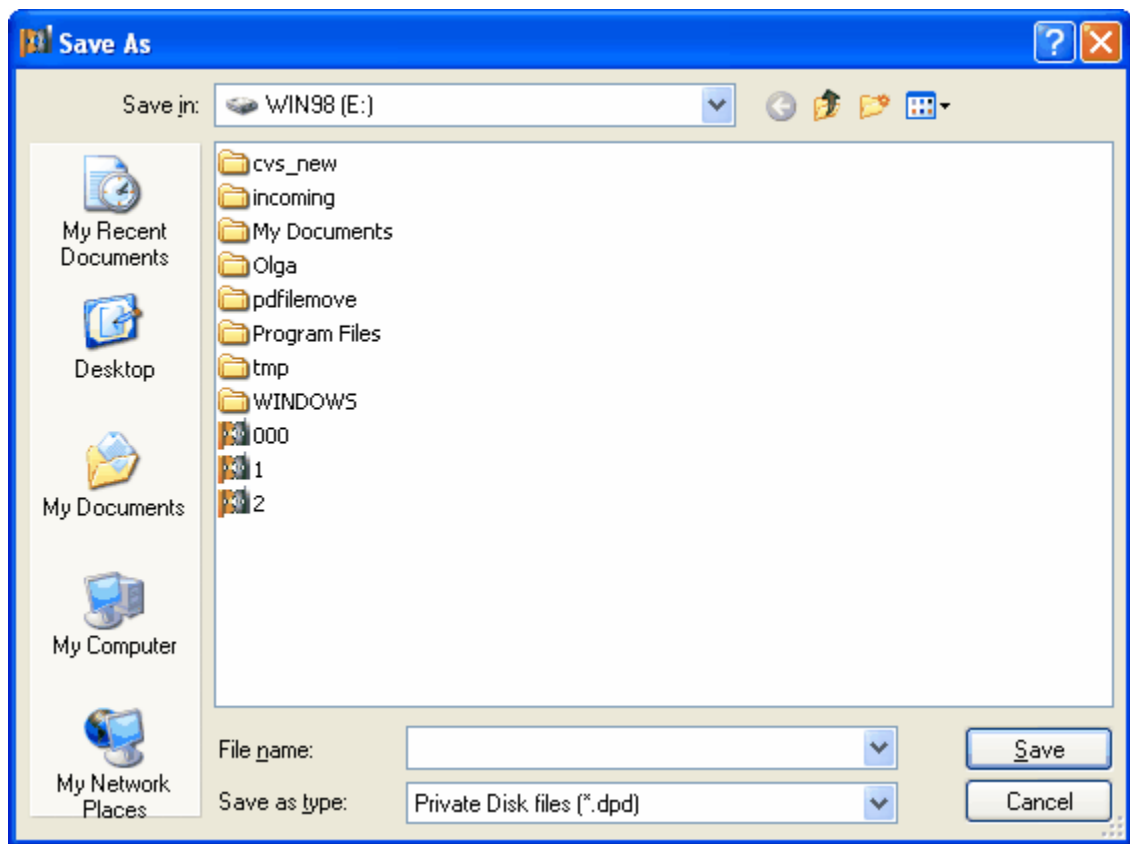 Save As
Save in:
WIN98 (E:)
My Recent
Documents
Desktop
My Documents
My Computer
My Network
Places
cvs_new
incoming
My Documents
Olga
pdfilemove
Program Files
tmp
WINDOWS
000
1
2
File name:
Save
Save as type:
Private Disk files (*.dpd)
Cancel